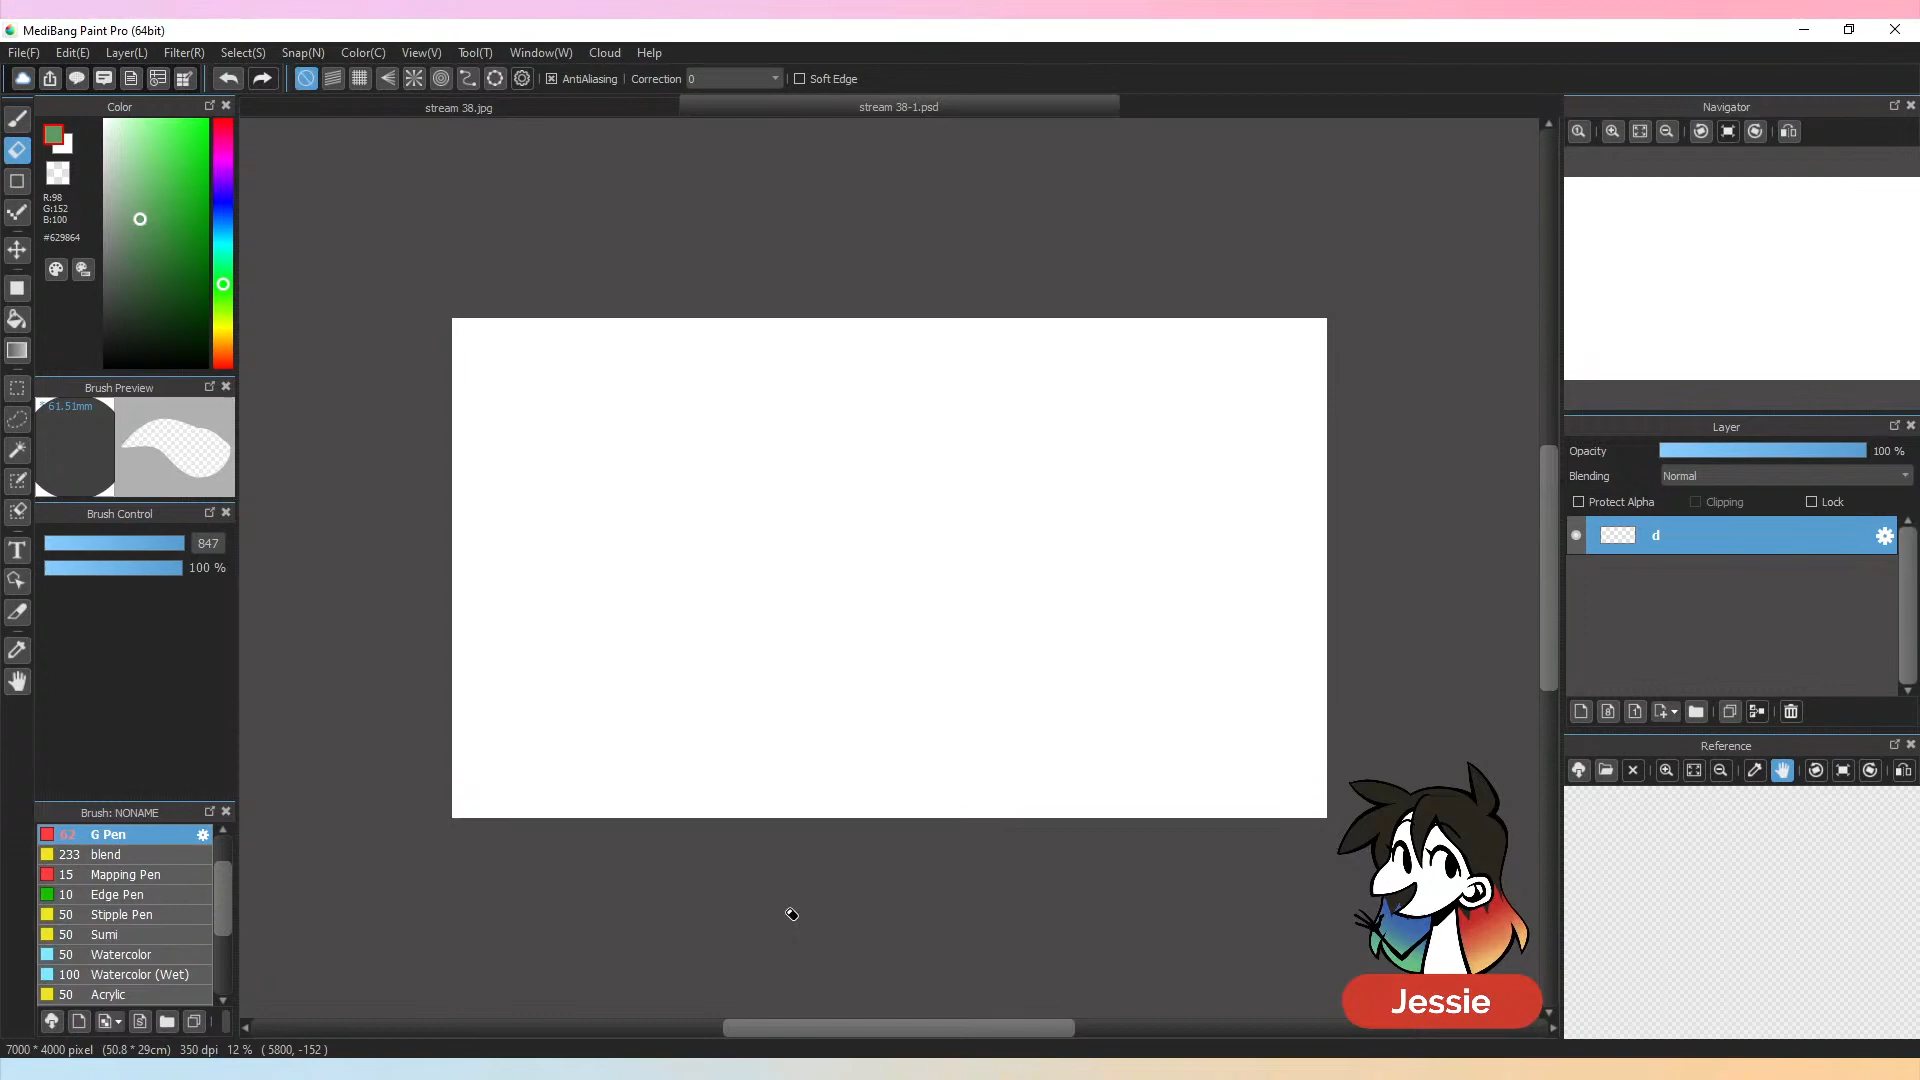 MediBang Paint Pro (64bit)
File(F) Edit(E) Layer(L) Filter(R) Select(S) Snap(N) Color(C) View(V) Tool(T) Window(W) Cloud Help
AntiAliasing Correction 0 Soft Edge
Color
stream 38.jpg
stream 38-1.psd
Navigator
R:98
G:152
B:100
#629864
Brush Preview
61.51mm
Brush Control
847
100 %
Layer
Opacity 100 %
Blending Normal
Protect Alpha Clipping Lock
d
Reference
Brush: NONAME
62 G Pen
233 blend
15 Mapping Pen
10 Edge Pen
50 Stipple Pen
50 Sumi
50 Watercolor
100 Watercolor (Wet)
50 Acrylic
Jessie
7000 * 4000 pixel (50.8 * 29cm) 350 dpi 12 % ( 5800, -152 )